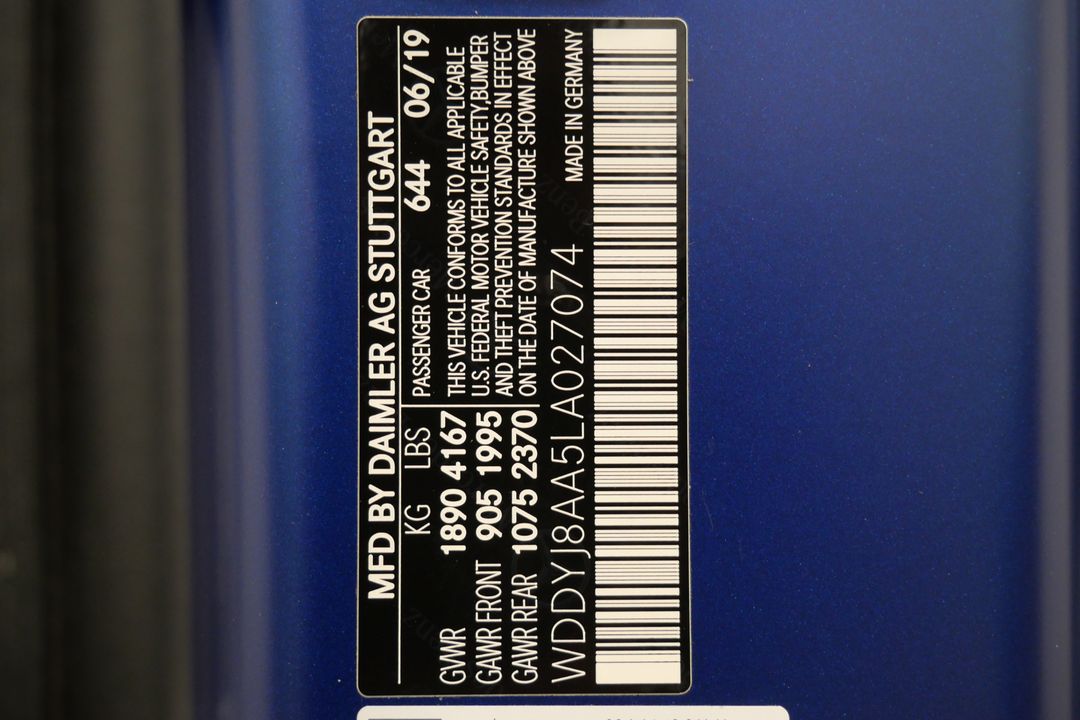 MFD BY DAIMLER AG STUTTGART
KG LBS
GVWR 1890 4167
GAWR FRONT 905 1995
GAWR REAR 1075 2370
PASSENGER CAR 644 06/19
THIS VEHICLE CONFORMS TO ALL APPLICABLE
U.S. FEDERAL MOTOR VEHICLE SAFETY,BUMPER
AND THEFT PREVENTION STANDARDS IN EFFECT
ON THE DATE OF MANUFACTURE SHOWN ABOVE
WDDYJ8AA5LA027074 MADE IN GERMANY